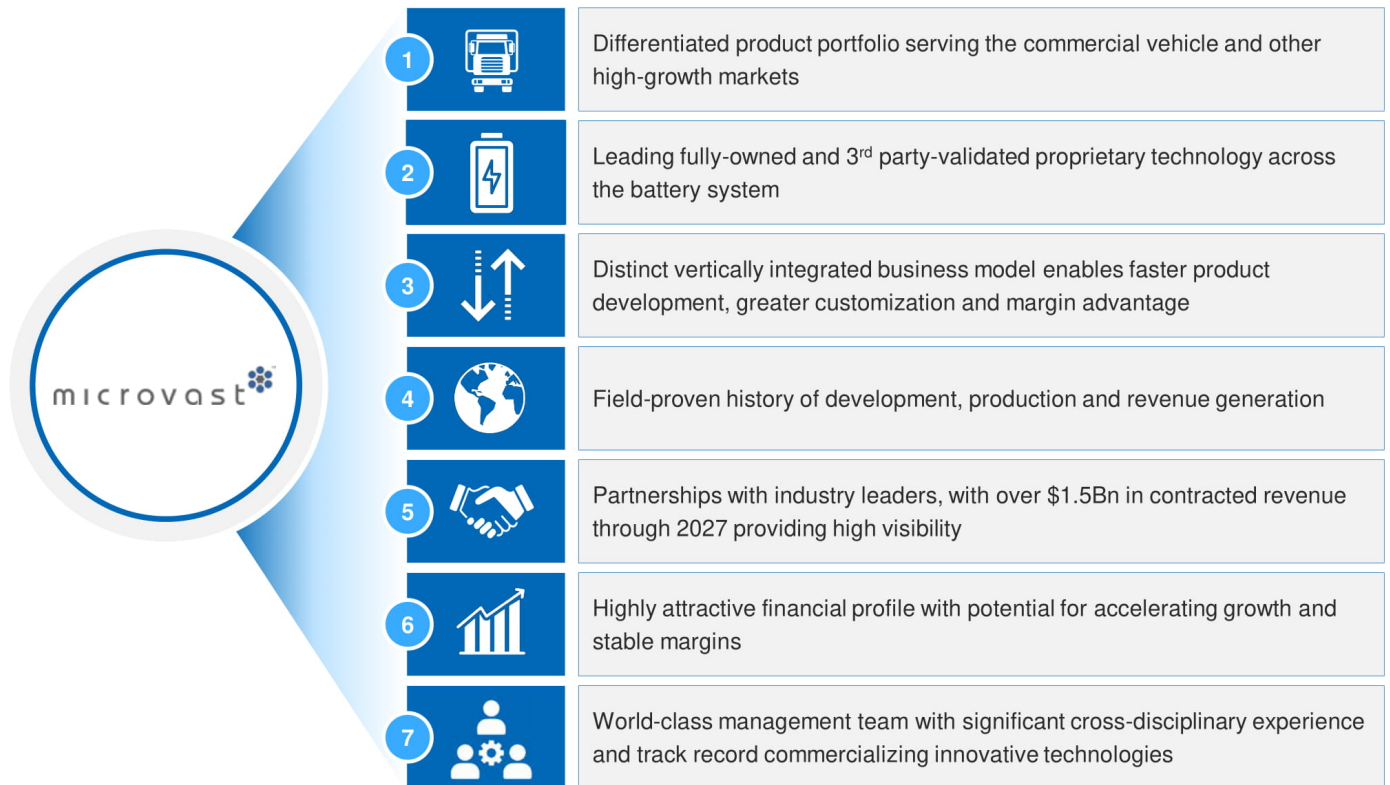 microvast™
1
Differentiated product portfolio serving the commercial vehicle and other
high-growth markets
2
Leading fully-owned and 3rd party-validated proprietary technology across
the battery system
3
Distinct vertically integrated business model enables faster product
development, greater customization and margin advantage
4
Field-proven history of development, production and revenue generation
5
Partnerships with industry leaders, with over $1.5Bn in contracted revenue
through 2027 providing high visibility
6
Highly attractive financial profile with potential for accelerating growth and
stable margins
7
World-class management team with significant cross-disciplinary experience
and track record commercializing innovative technologies